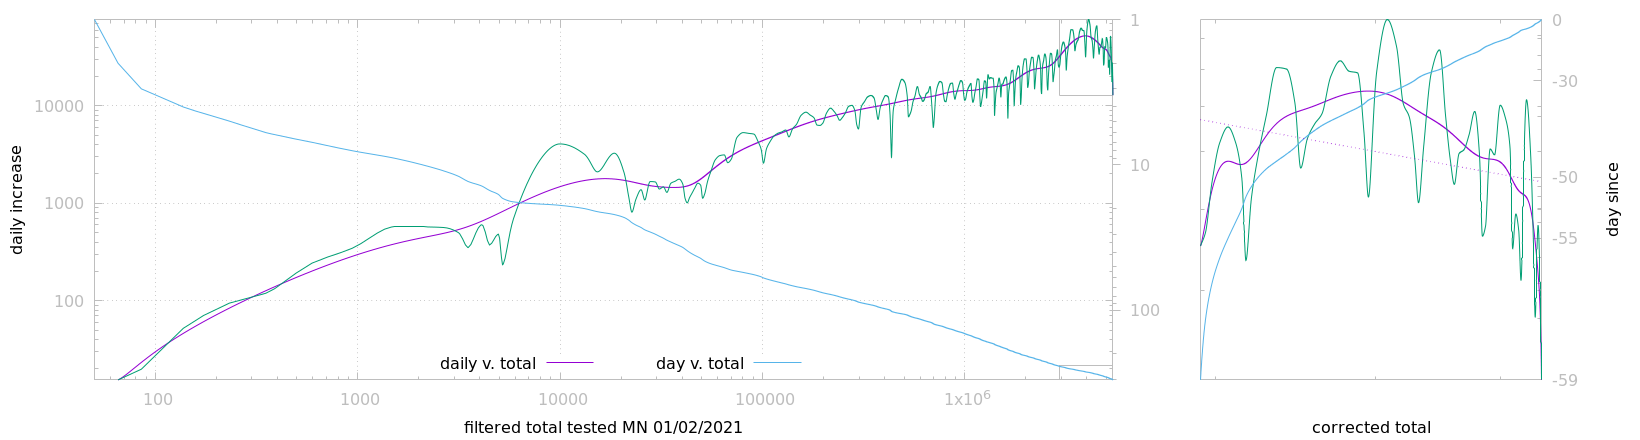 daily increase
10000
1000
100
daily v. total
day v. total
100
1000
10000
100000
1x10^6
filtered total tested MN 01/02/2021
1
10
100
0
-30
-50
-55
-59
day since
corrected total